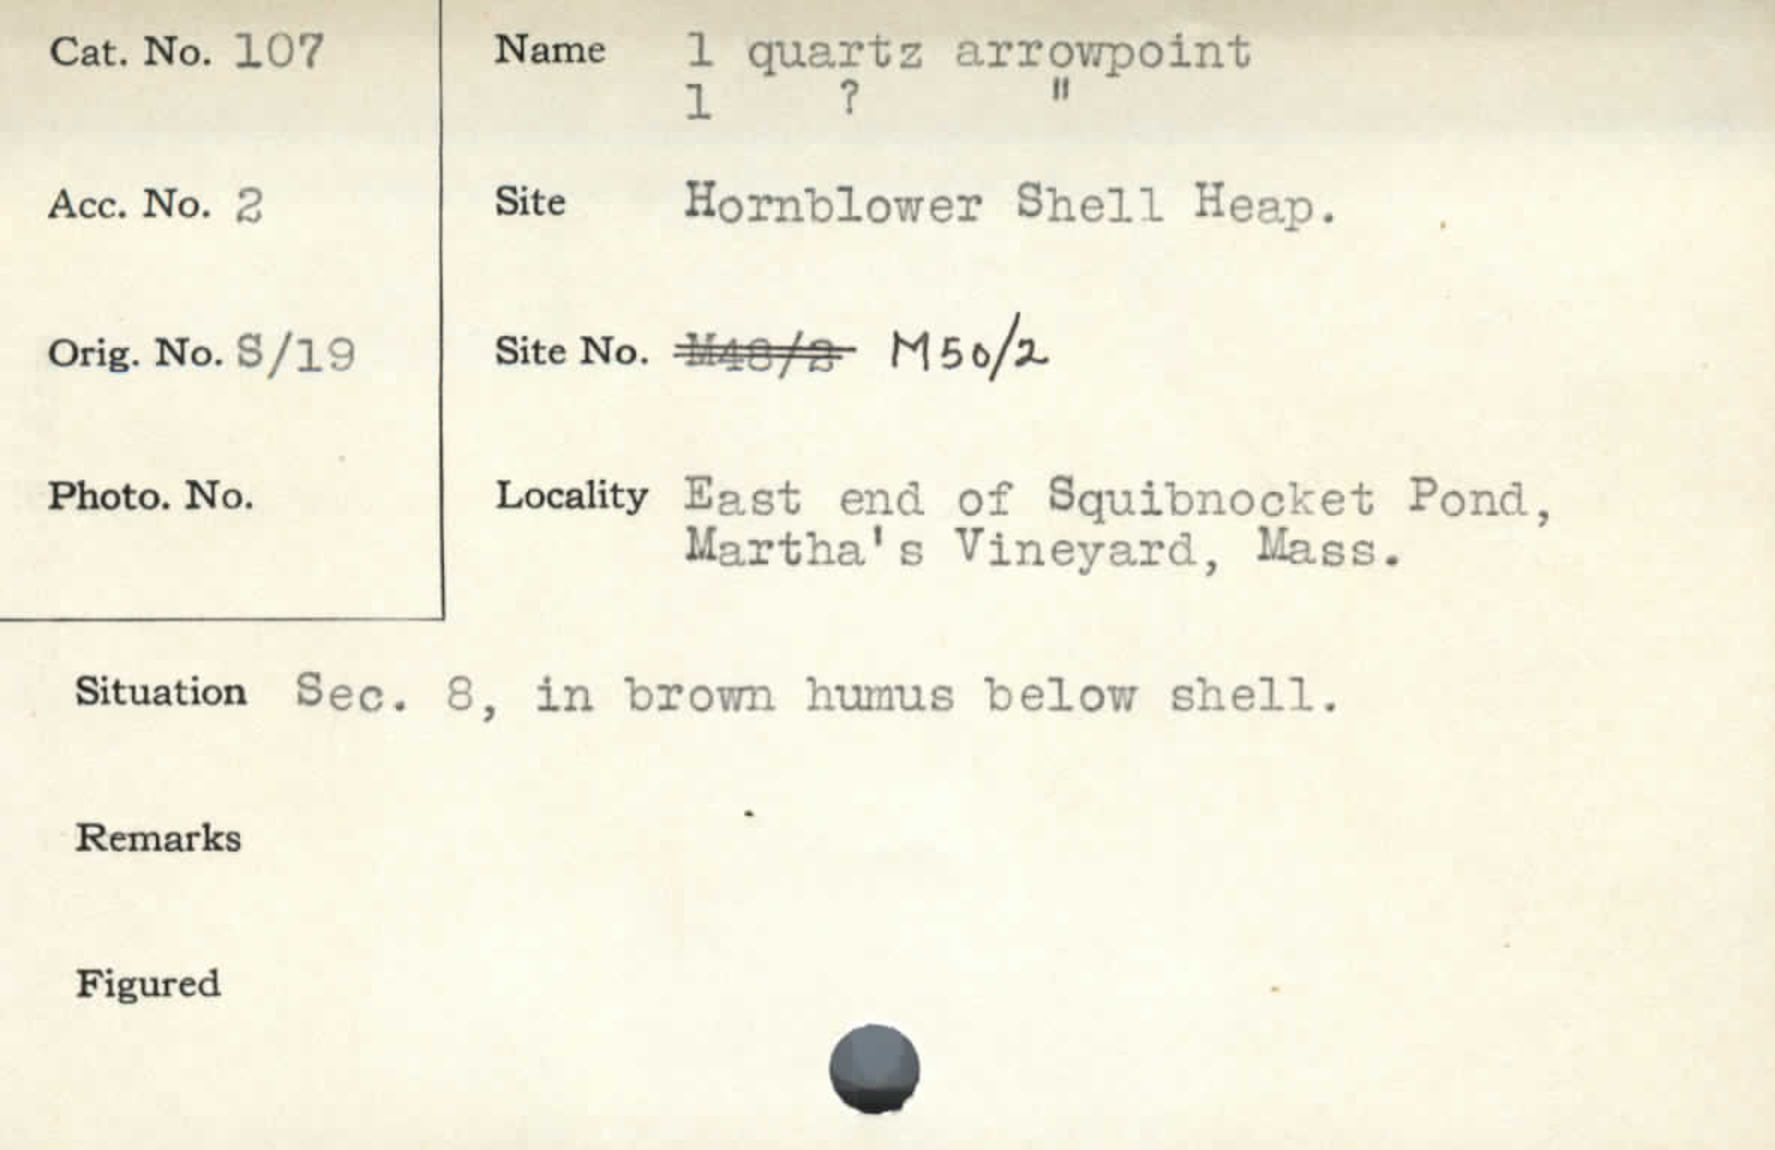 Cat. No. 107
Name 1 quartz arrowpoint
1 ? "
Acc. No. 2
Site Hornblower Shell Heap.
Orig. No. S/19
Site No. M48/2 M50/2
Photo. No.
Locality East end of Squibnocket Pond,
Martha's Vineyard, Mass.
Situation Sec. 8, in brown humus below shell.
Remarks
Figured